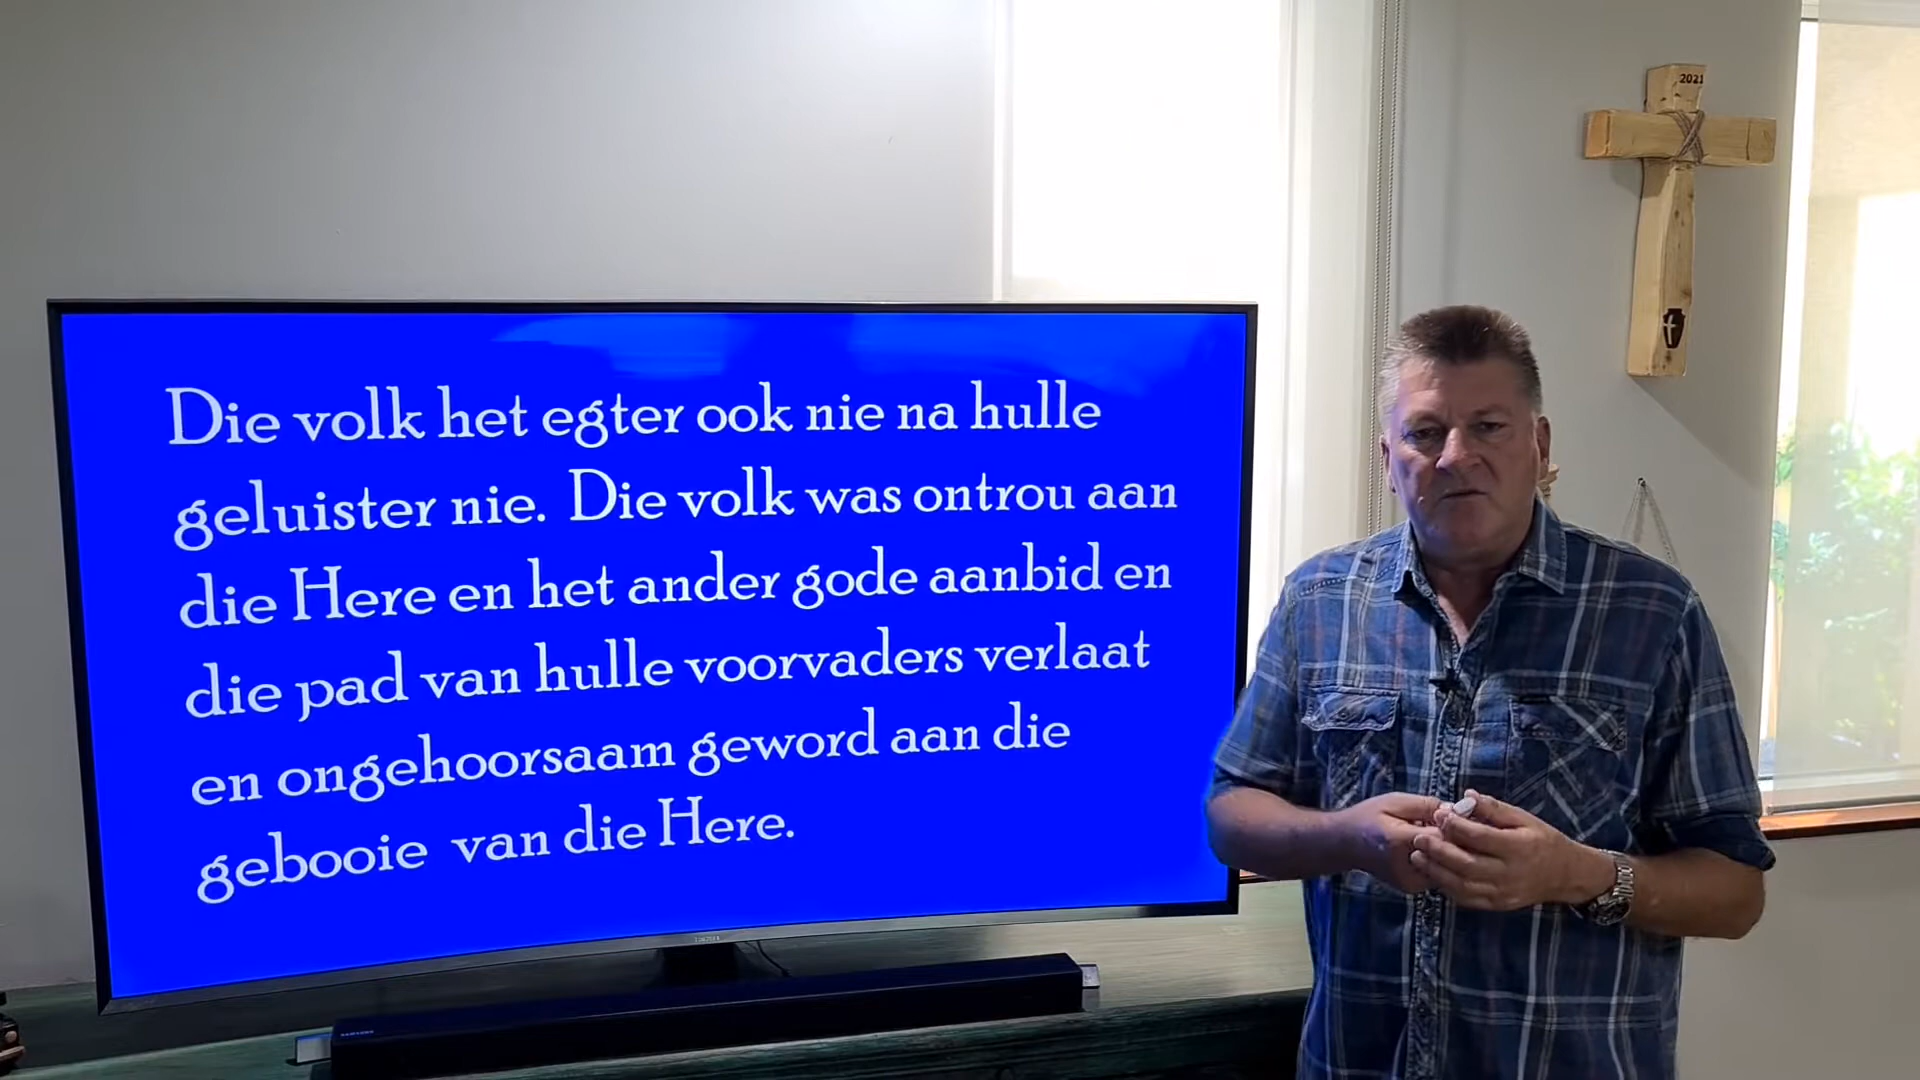 2021
Die volk het egter ook nie na hulle
geluister nie. Die volk was ontrou aan
die Here en het ander gode aanbid en
die pad van hulle voorvaders verlaat
en ongehoorsaam geword aan die
gebooie van die Here.
SAMSUNG